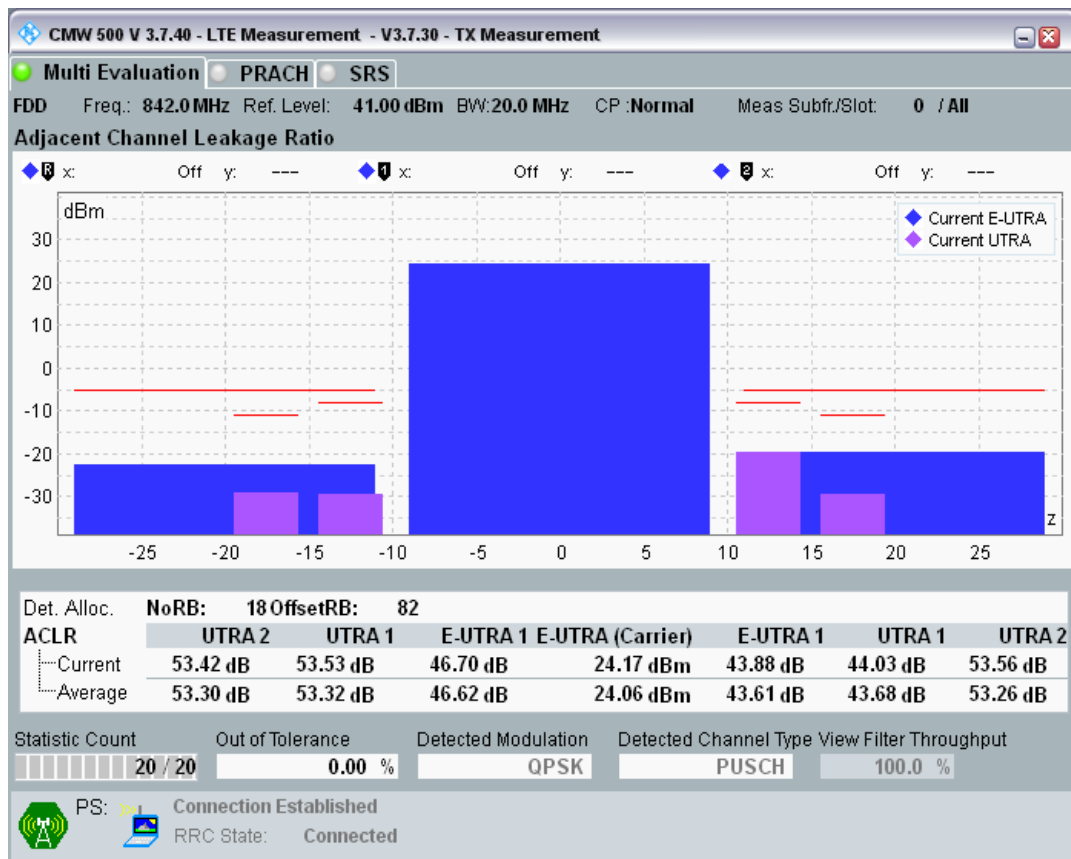 CMW 500 V 3.7.40 - LTE Measurement - V3.7.30 - TX Measurement
Multi Evaluation PRACH SRS
FDD Freq.: 842.0 MHz Ref. Level: 41.00 dBm BW:20.0 MHz CP :Normal Meas Subfr./Slot: 0 / All
Adjacent Channel Leakage Ratio
R x: Off y: --- 1 x: Off y: --- 2 x: Off y: ---
dBm
Current E-UTRA
Current UTRA
30
20
10
0
-10
-20
-30
z
-25 -20 -15 -10 -5 0 5 10 15 20 25
Det. Alloc. NoRB: 18 OffsetRB: 82
ACLR UTRA 2 UTRA 1 E-UTRA 1 E-UTRA (Carrier) E-UTRA 1 UTRA 1 UTRA 2
Current 53.42 dB 53.53 dB 46.70 dB 24.17 dBm 43.88 dB 44.03 dB 53.56 dB
Average 53.30 dB 53.32 dB 46.62 dB 24.06 dBm 43.61 dB 43.68 dB 53.26 dB
Statistic Count Out of Tolerance Detected Modulation Detected Channel Type View Filter Throughput
20 / 20 0.00 % QPSK PUSCH 100.0 %
PS: Connection Established
RRC State: Connected